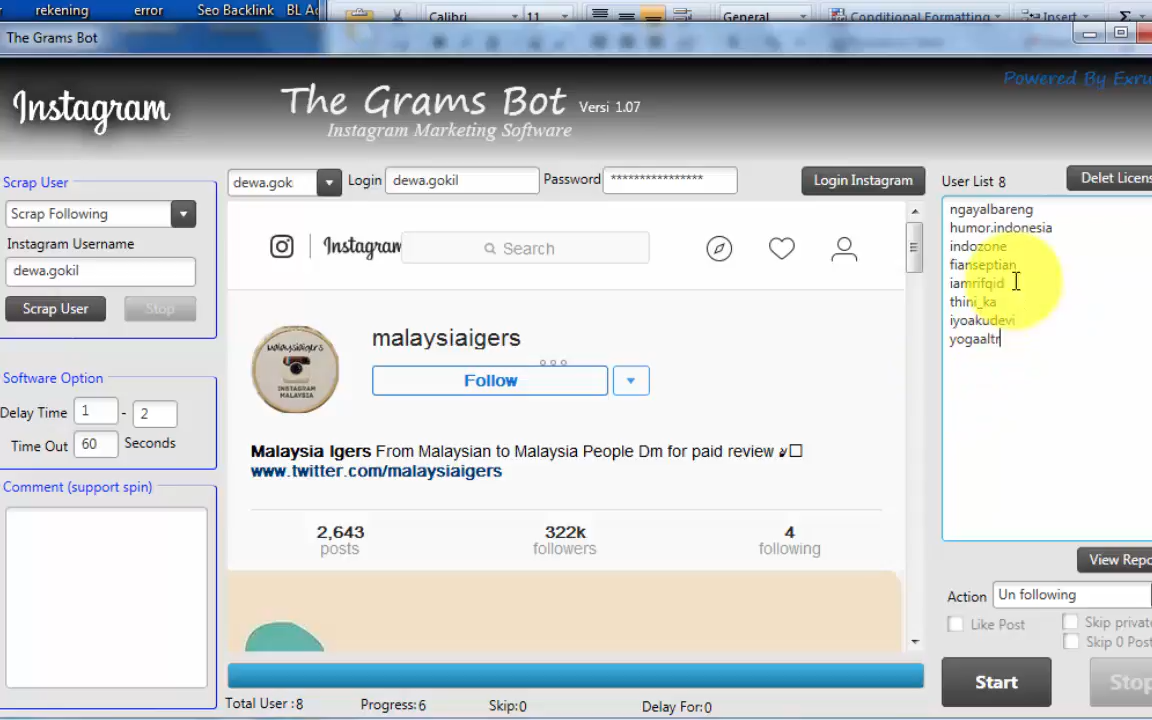 rekening error Seo Backlink
Calibri 11 General Conditional Formatting Insert
The Grams Bot
Powered By
Instagram
The Grams Bot Versi 1.07
Instagram Marketing Software
Scrap User
Scrap Following
Instagram Username
dewa.gokil
Scrap User Stop
Software Option
Delay Time 1 - 2
Time Out 60 Seconds
Comment (support spin)
dewa.gok Login dewa.gokil Password **************** Login Instagram
Instagram Search
malaysiaigers
Follow
Malaysia Igers From Malaysian to Malaysia People Dm for paid review
www.twitter.com/malaysiaigers
2,643 322k 4
posts followers following
Total User :8 Progress:6 Skip:0 Delay For:0
User List 8 Delet
ngayalbareng
humor.indonesia
indozone
fianseptian
iamrifqid
thini_ka
iyoakudevi
yogaaltr
View
Action Un following
Like Post Skip
Skip 0
Start